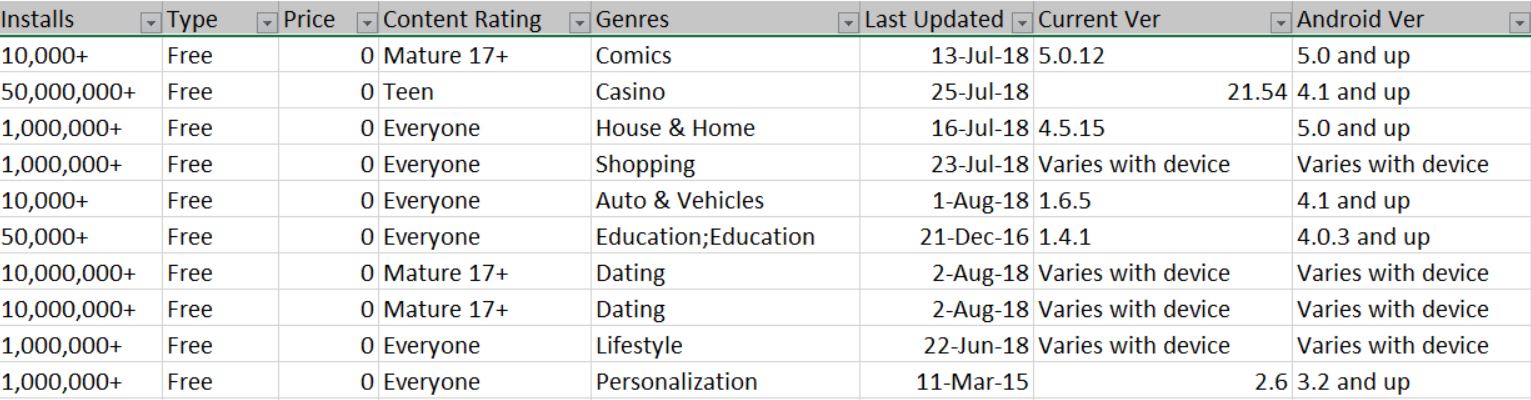 Installs Type Price Content Rating Genres Last Updated Current Ver Android Ver
10,000+ Free 0 Mature 17+ Comics 13-Jul-18 5.0.12 5.0 and up
50,000,000+ Free 0 Teen Casino 25-Jul-18 21.54 4.1 and up
1,000,000+ Free 0 Everyone House & Home 16-Jul-18 4.5.15 5.0 and up
1,000,000+ Free 0 Everyone Shopping 23-Jul-18 Varies with device Varies with device
10,000+ Free 0 Everyone Auto & Vehicles 1-Aug-18 1.6.5 4.1 and up
50,000+ Free 0 Everyone Education;Education 21-Dec-16 1.4.1 4.0.3 and up
10,000,000+ Free 0 Mature 17+ Dating 2-Aug-18 Varies with device Varies with device
10,000,000+ Free 0 Mature 17+ Dating 2-Aug-18 Varies with device Varies with device
1,000,000+ Free 0 Everyone Lifestyle 22-Jun-18 Varies with device Varies with device
1,000,000+ Free 0 Everyone Personalization 11-Mar-15 2.6 3.2 and up